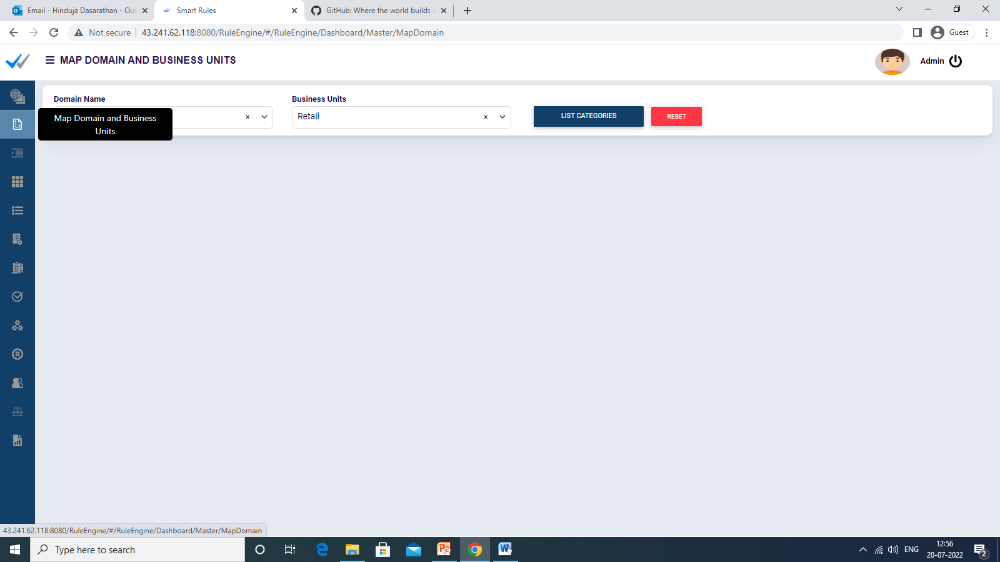 Email - Hinduja Dasarathan - Out
Smart Rules
GitHub: Where the world builds s
Not secure
43.241.62.118:8080/RuleEngine/#/RuleEngine/Dashboard/Master/MapDomain
Guest
MAP DOMAIN AND BUSINESS UNITS
Admin
Domain Name
Business Units
Map Domain and Business
Units
Retail
LIST CATEGORIES
RESET
43.241.62.118:8080/RuleEngine/#/RuleEngine/Dashboard/Master/MapDomain
Type here to search
ENG
12:56
20-07-2022
2